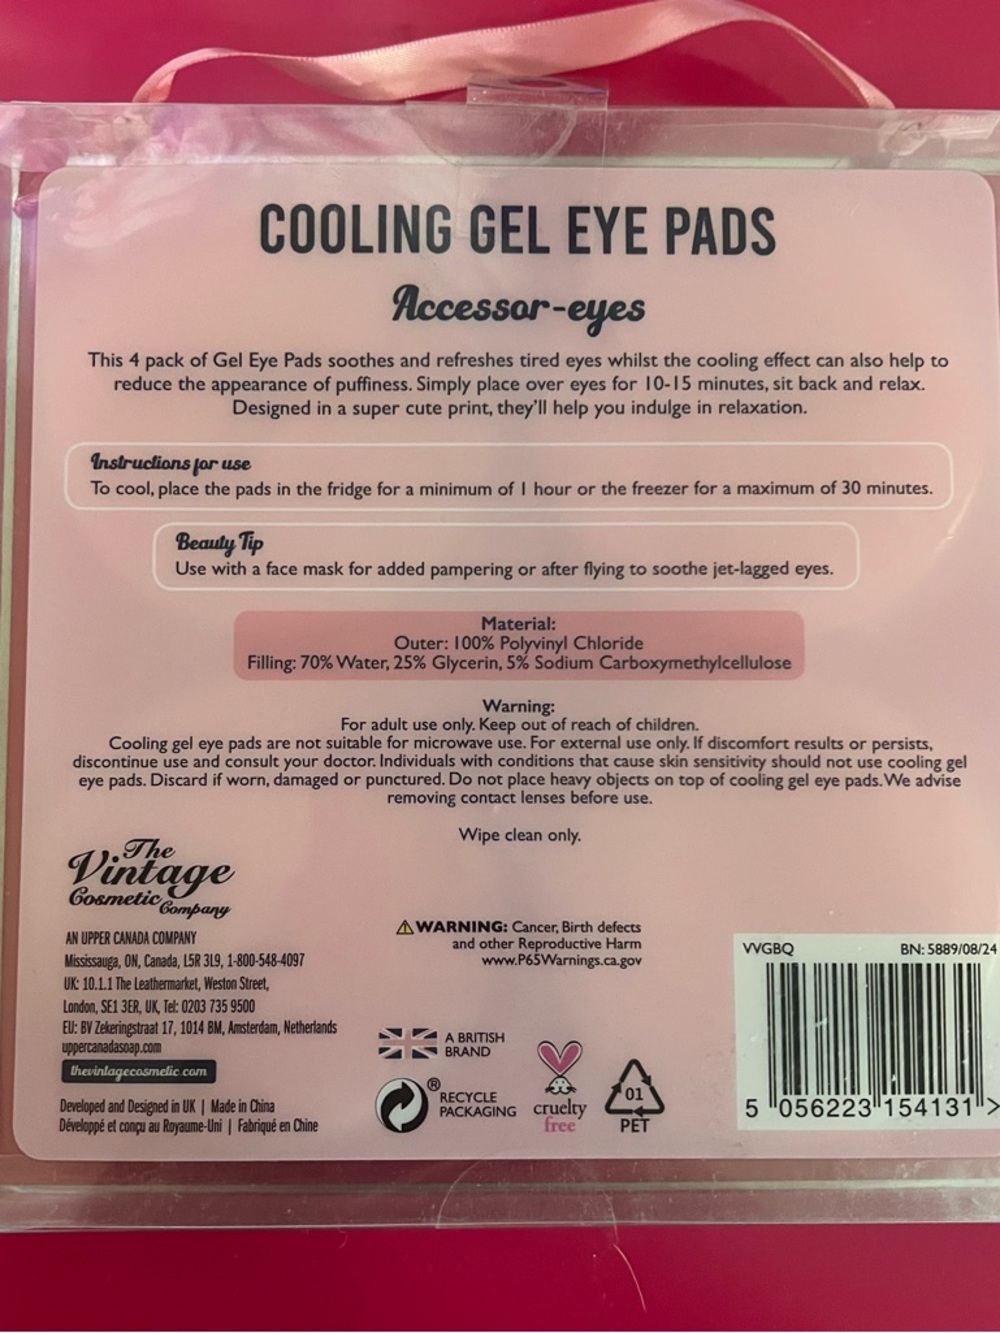 COOLING GEL EYE PADS
Accessor-eyes
This 4 pack of Gel Eye Pads soothes and refreshes tired eyes whilst the cooling effect can also help to
reduce the appearance of puffiness. Simply place over eyes for 10-15 minutes, sit back and relax.
Designed in a super cute print, they'll help you indulge in relaxation.
Instructions for use
To cool, place the pads in the fridge for a minimum of 1 hour or the freezer for a maximum of 30 minutes.
Beauty Tip
Use with a face mask for added pampering or after flying to soothe jet-lagged eyes.
Material:
Outer: 100% Polyvinyl Chloride
Filling: 70% Water, 25% Glycerin, 5% Sodium Carboxymethylcellulose
Warning:
For adult use only. Keep out of reach of children.
Cooling gel eye pads are not suitable for microwave use. For external use only. If discomfort results or persists,
discontinue use and consult your doctor. Individuals with conditions that cause skin sensitivity should not use cooling gel
eye pads. Discard if worn, damaged or punctured. Do not place heavy objects on top of cooling gel eye pads. We advise
removing contact lenses before use.
Wipe clean only.
The
Vintage
Cosmetic
Company
AN UPPER CANADA COMPANY
Mississauga, ON, Canada, L5R 3L9, 1-800-548-4097
UK: 10.1.1 The Leathermarket, Weston Street,
London, SE1 3ER, UK, Tel: 0203 735 9500
EU: BV Zekeringstraat 17, 1014 BM, Amsterdam, Netherlands
uppercanadasoap.com
thevintagecosmetic.com
Developed and Designed in UK | Made in China
Développé et conçu au Royaume-Uni | Fabriqué en Chine
⚠WARNING: Cancer, Birth defects
and other Reproductive Harm
www.P65Warnings.ca.gov
A BRITISH
BRAND
®
RECYCLE
PACKAGING
cruelty
free
01
PET
VVGBQ
BN: 5889/08/24
5 056223 154131 >